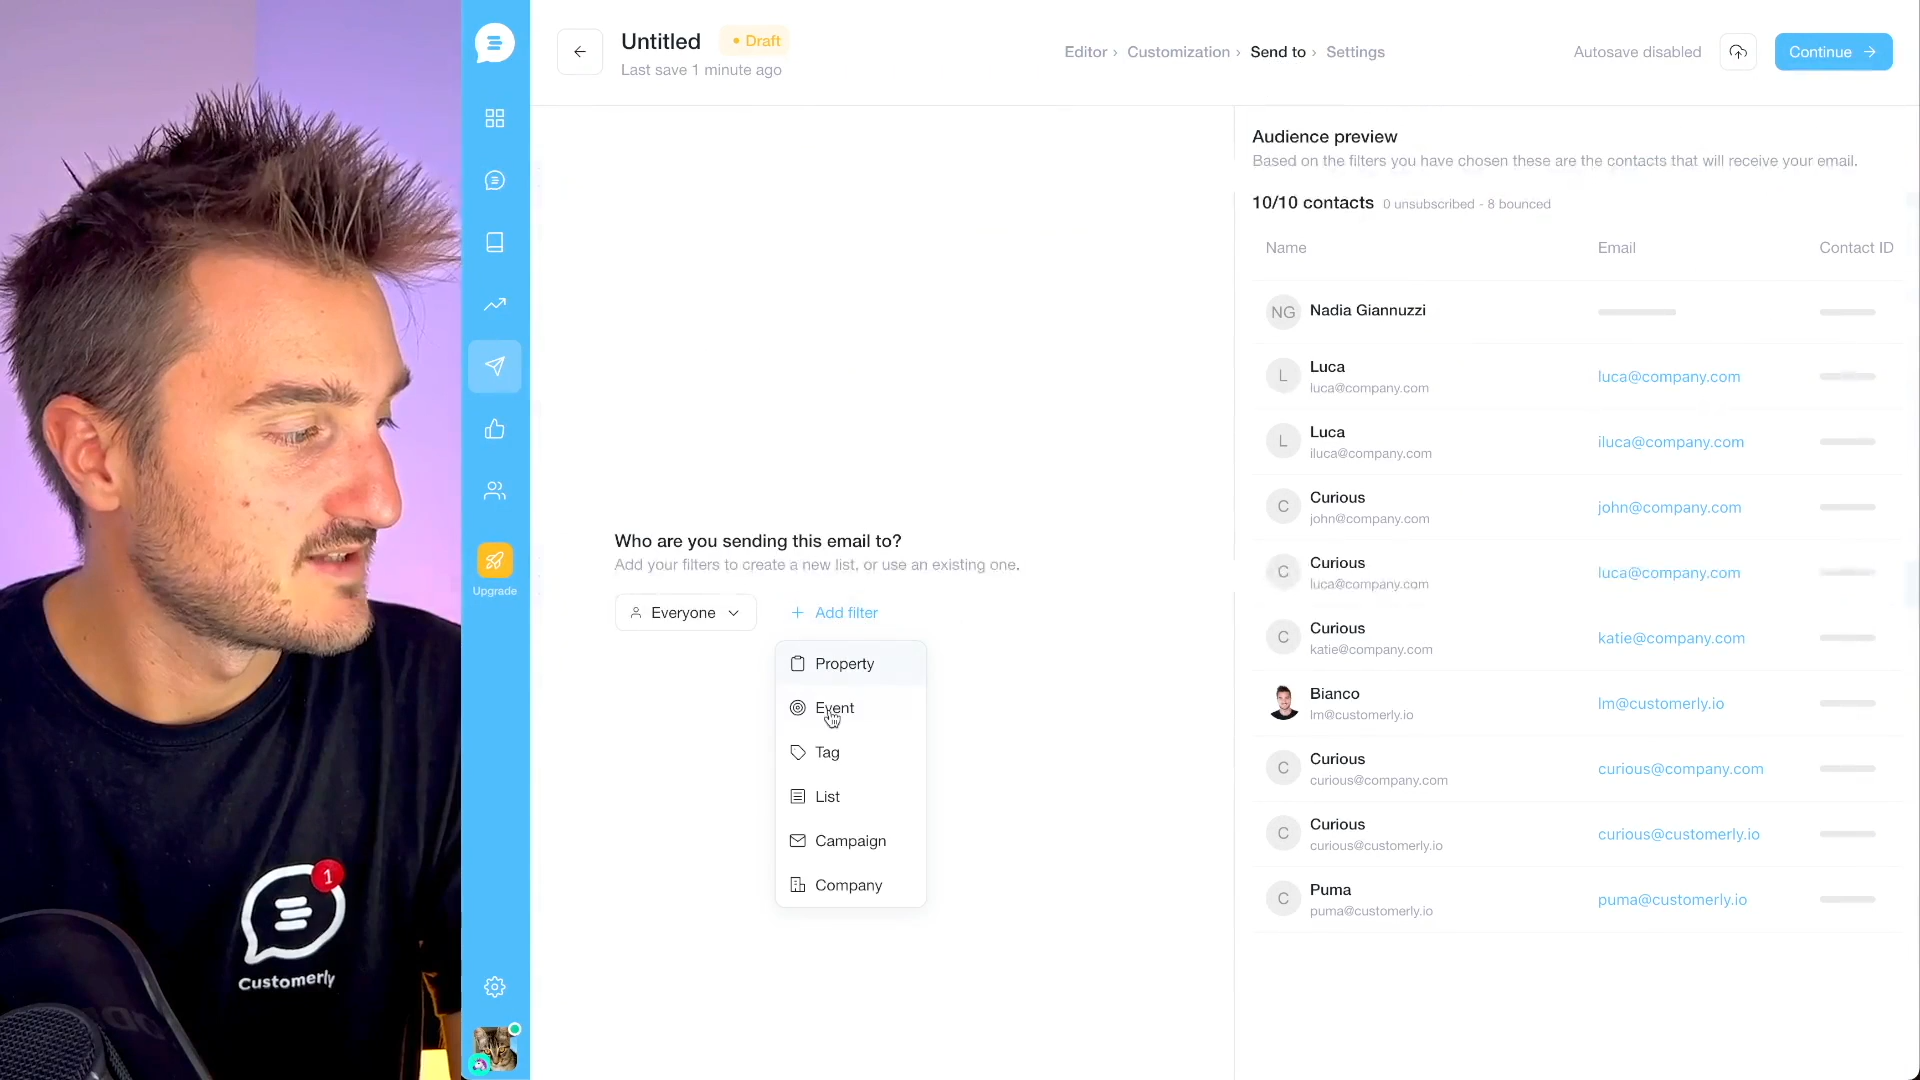 Untitled
• Draft
Last save 1 minute ago
Editor › Customization › Send to › Settings
Autosave disabled
Continue
Audience preview
Based on the filters you have chosen these are the contacts that will receive your email.
10/10 contacts 0 unsubscribed - 8 bounced
Name Email Contact ID
NG Nadia Giannuzzi
L Luca
luca@company.com
luca@company.com
L Luca
iluca@company.com
iluca@company.com
C Curious
john@company.com
john@company.com
C Curious
luca@company.com
luca@company.com
C Curious
katie@company.com
katie@company.com
Bianco
lm@customerly.io
lm@customerly.io
C Curious
curious@company.com
curious@company.com
C Curious
curious@customerly.io
curious@customerly.io
C Puma
puma@customerly.io
puma@customerly.io
Who are you sending this email to?
Add your filters to create a new list, or use an existing one.
Everyone
+ Add filter
Property
Event
Tag
List
Campaign
Company
Upgrade
1
Customerly